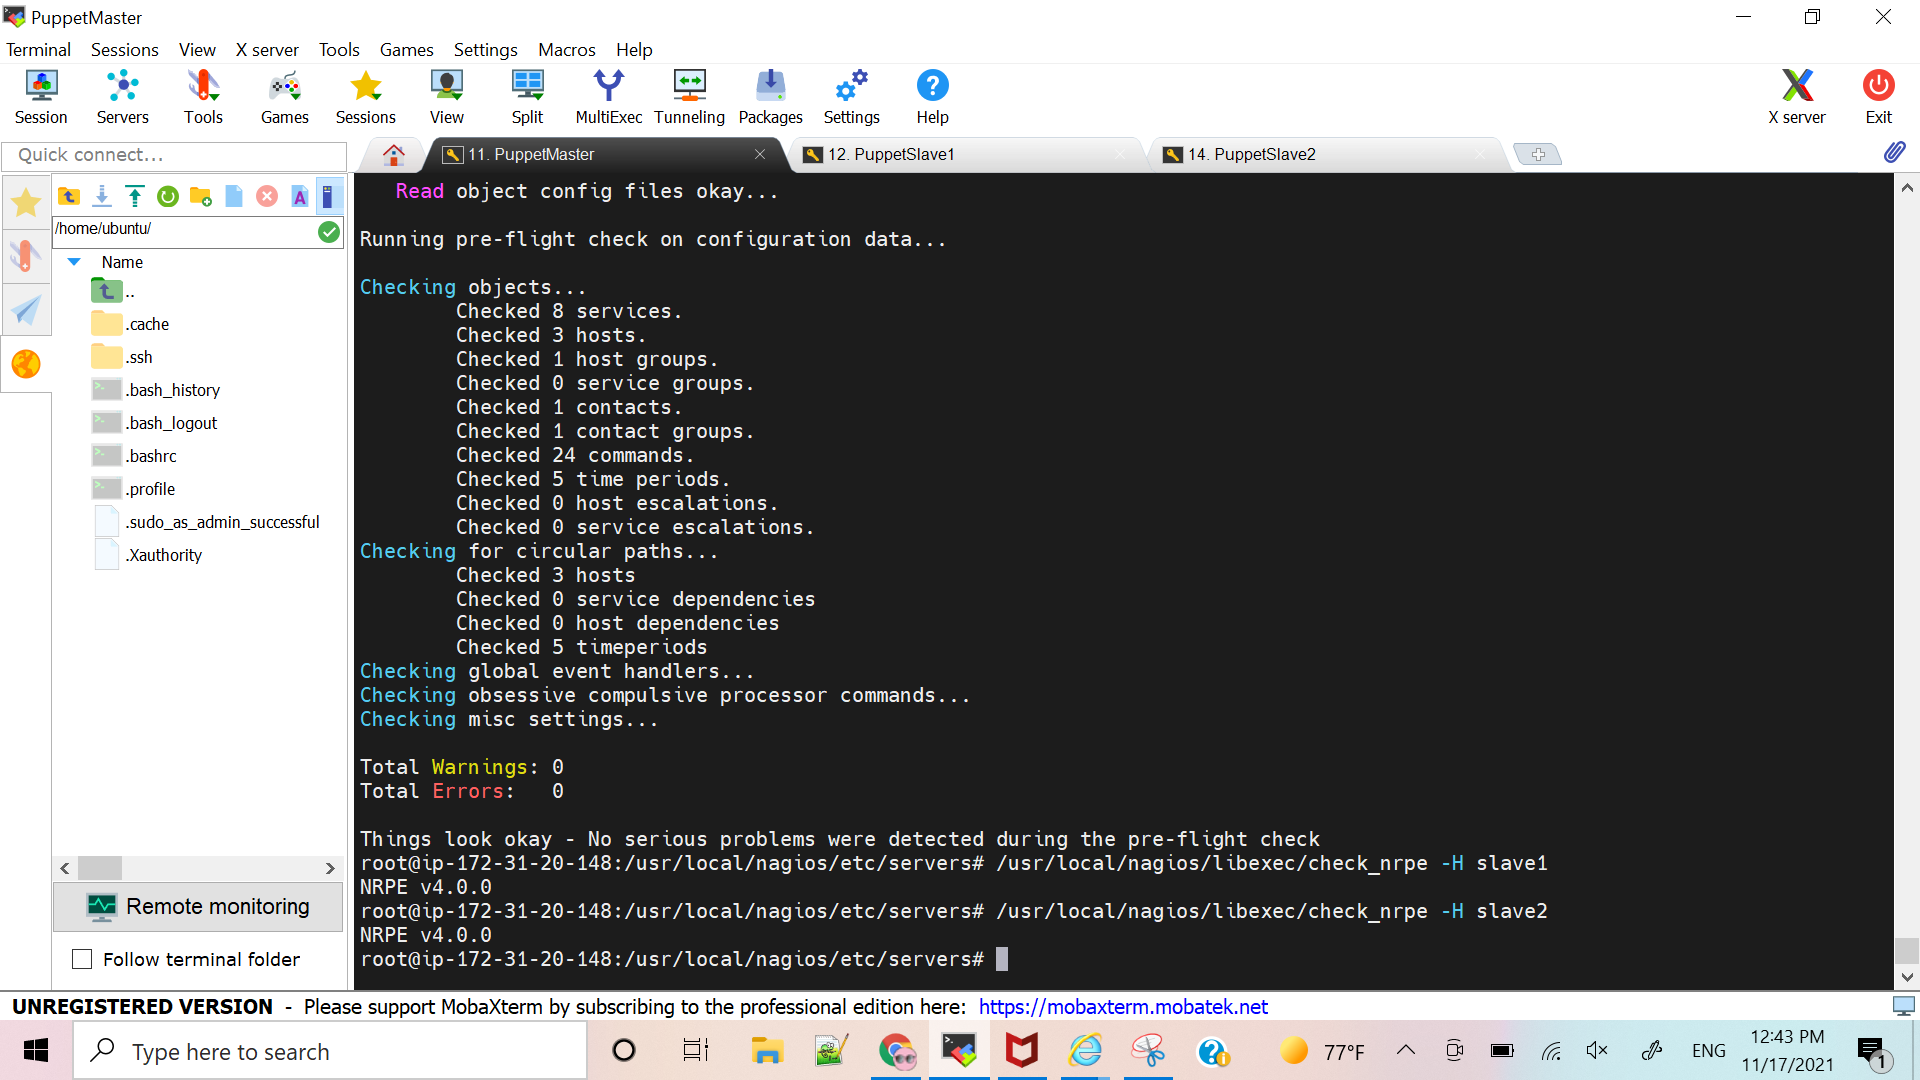 PuppetMaster
Terminal Sessions View X server Tools Games Settings Macros Help
Session Servers Tools Games Sessions View Split MultiExec Tunneling Packages Settings Help X server Exit
Quick connect...
11. PuppetMaster
12. PuppetSlave1
14. PuppetSlave2
/home/ubuntu/
Name
..
.cache
.ssh
.bash_history
.bash_logout
.bashrc
.profile
.sudo_as_admin_successful
.Xauthority
Remote monitoring
Follow terminal folder
Read object config files okay...
Running pre-flight check on configuration data...
Checking objects...
Checked 8 services.
Checked 3 hosts.
Checked 1 host groups.
Checked 0 service groups.
Checked 1 contacts.
Checked 1 contact groups.
Checked 24 commands.
Checked 5 time periods.
Checked 0 host escalations.
Checked 0 service escalations.
Checking for circular paths...
Checked 3 hosts
Checked 0 service dependencies
Checked 0 host dependencies
Checked 5 timeperiods
Checking global event handlers...
Checking obsessive compulsive processor commands...
Checking misc settings...
Total Warnings: 0
Total Errors:   0
Things look okay - No serious problems were detected during the pre-flight check
root@ip-172-31-20-148:/usr/local/nagios/etc/servers# /usr/local/nagios/libexec/check_nrpe -H slave1
NRPE v4.0.0
root@ip-172-31-20-148:/usr/local/nagios/etc/servers# /usr/local/nagios/libexec/check_nrpe -H slave2
NRPE v4.0.0
root@ip-172-31-20-148:/usr/local/nagios/etc/servers#
UNREGISTERED VERSION - Please support MobaXterm by subscribing to the professional edition here: https://mobaxterm.mobatek.net
Type here to search
77°F
ENG
12:43 PM
11/17/2021
1